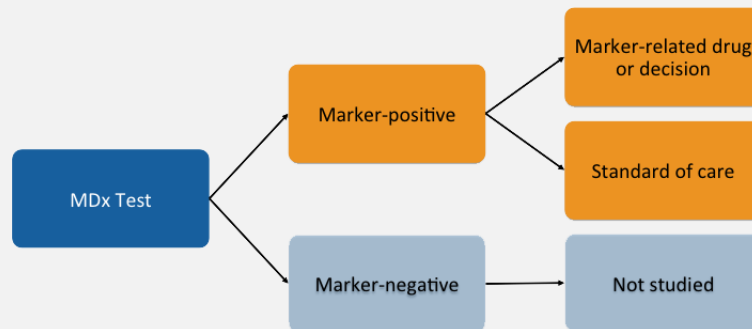 Marker-related drug
or decision
Marker-positive
Standard of care
MDx Test
Marker-negative
Not studied